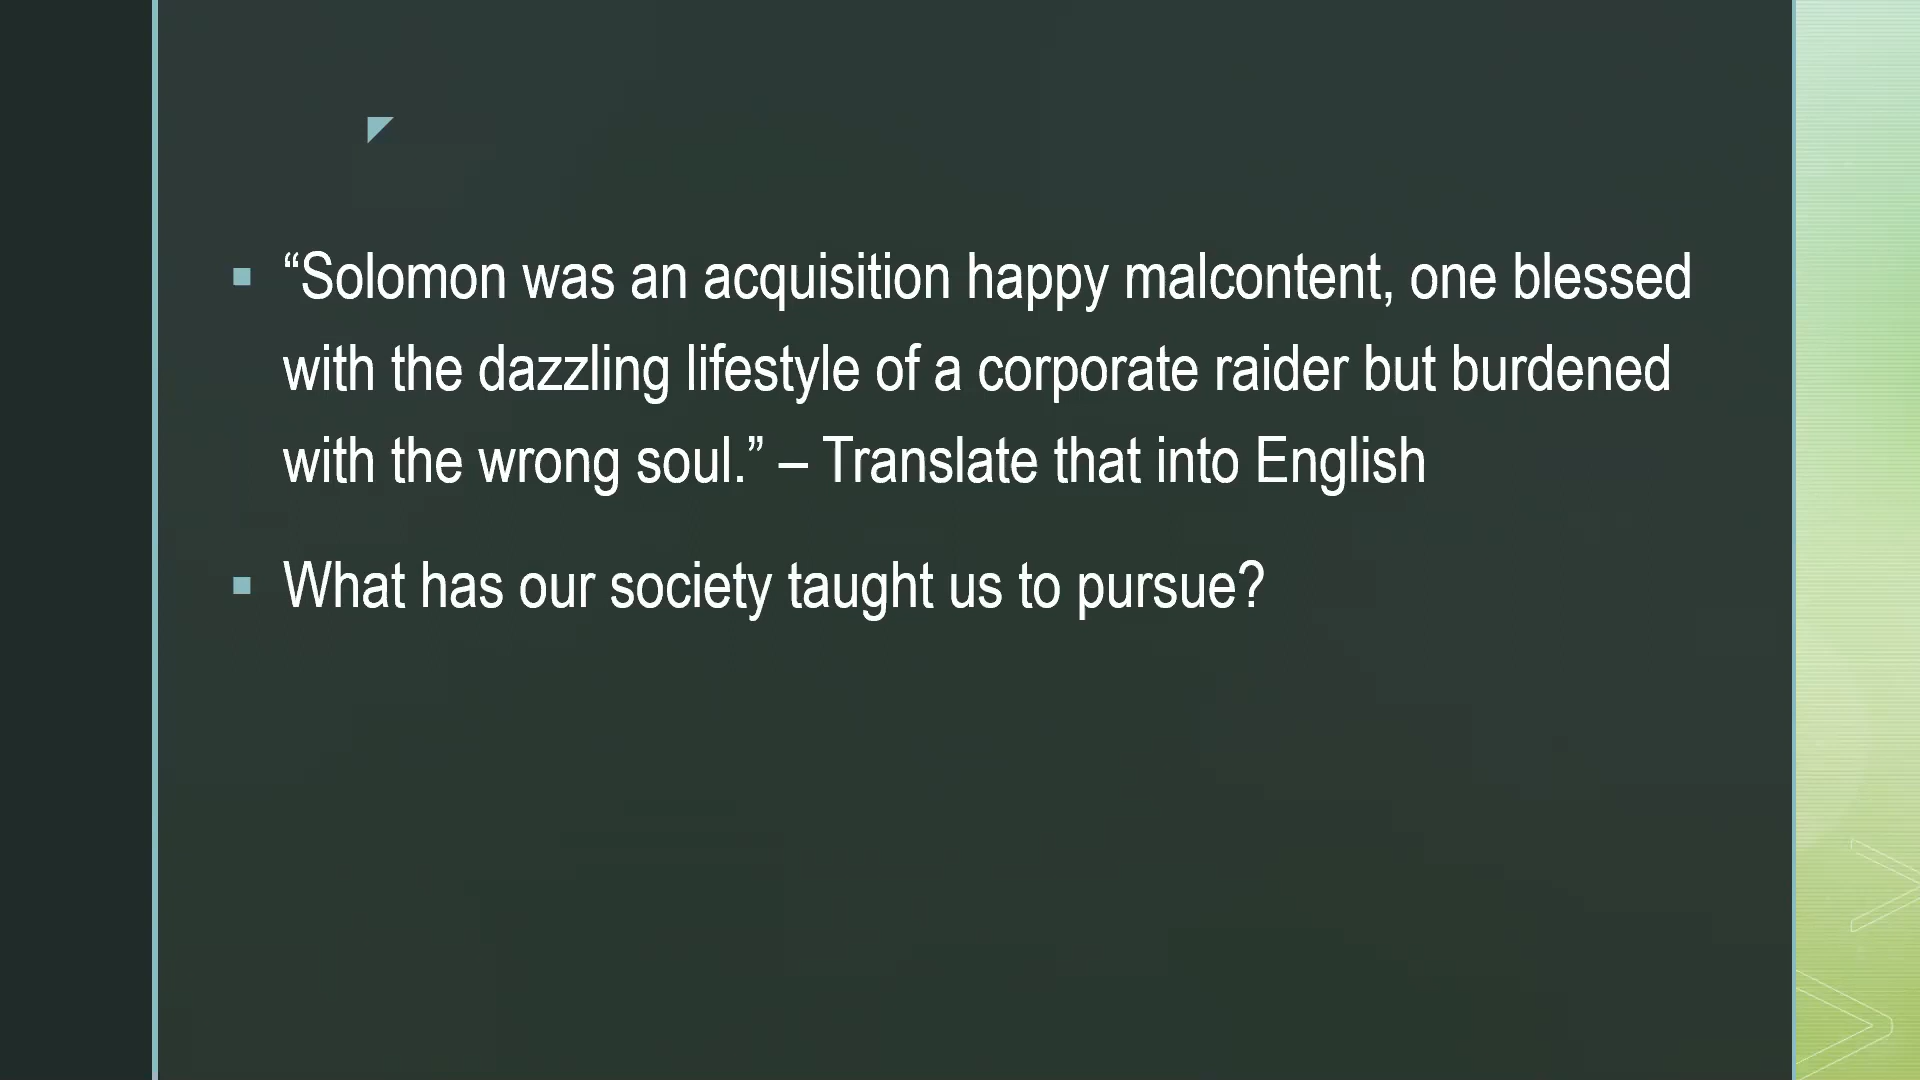 “Solomon was an acquisition happy malcontent, one blessed
with the dazzling lifestyle of a corporate raider but burdened
with the wrong soul.” – Translate that into English
What has our society taught us to pursue?